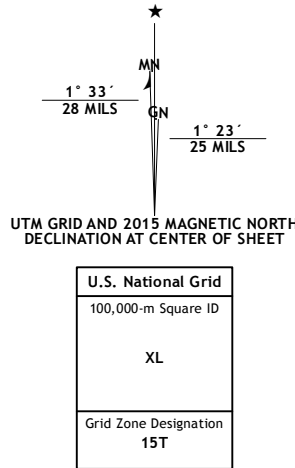 MN
1° 33´
28 MILS
GN
1° 23´
25 MILS
UTM GRID AND 2015 MAGNETIC NORTH
DECLINATION AT CENTER OF SHEET
U.S. National Grid
100,000-m Square ID
XL
Grid Zone Designation
15T